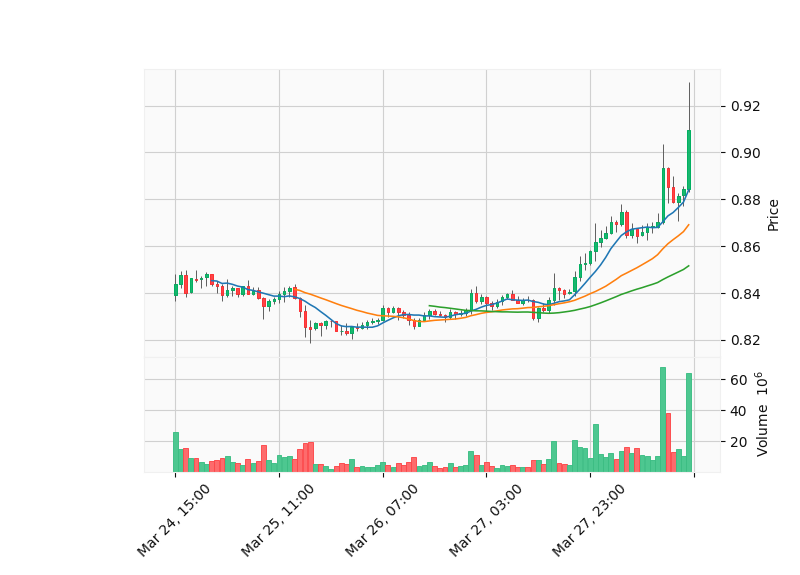 0.92
0.90
0.88
0.86
0.84
0.82
Price
60
40
20
Volume 10^6
Mar 24, 15:00
Mar 25, 11:00
Mar 26, 07:00
Mar 27, 03:00
Mar 27, 23:00